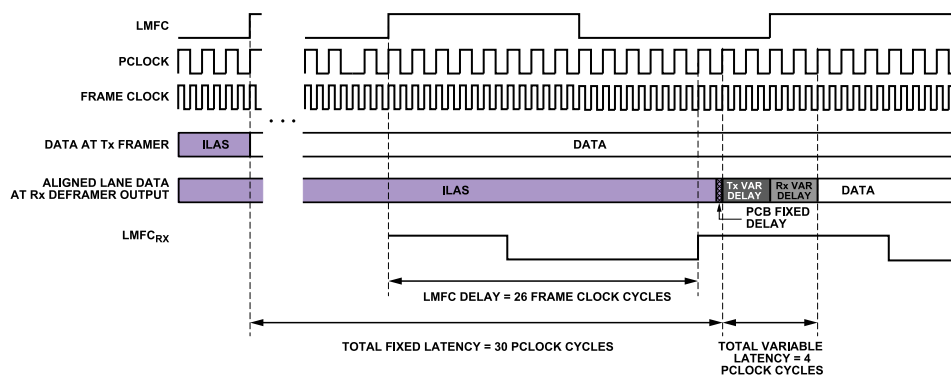 LMFC
PCLOCK
FRAME CLOCK
...
DATA AT Tx FRAMER
ILAS
DATA
ALIGNED LANE DATA
AT Rx DEFRAMER OUTPUT
ILAS
Tx VAR
DELAY
Rx VAR
DELAY
DATA
PCB FIXED
DELAY
LMFCRX
LMFC DELAY = 26 FRAME CLOCK CYCLES
TOTAL FIXED LATENCY = 30 PCLOCK CYCLES
TOTAL VARIABLE
LATENCY = 4
PCLOCK CYCLES